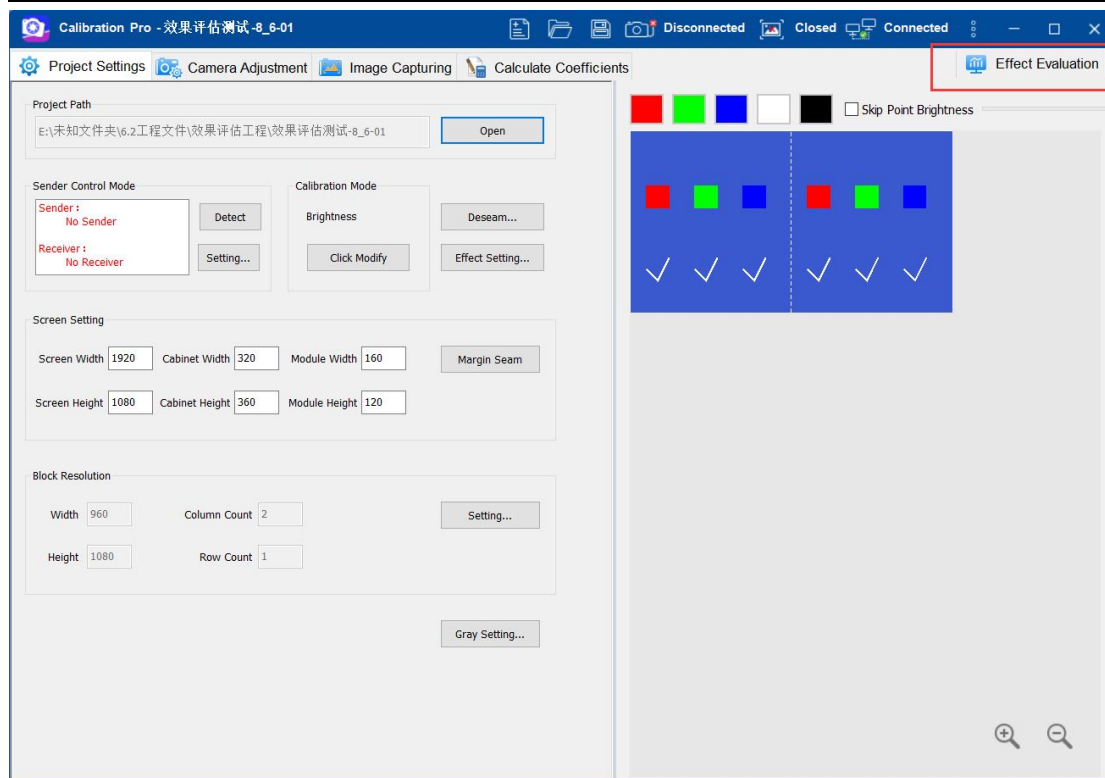 Calibration Pro - 效果评估测试-8_6-01
Disconnected
Closed
Connected
Project Settings
Camera Adjustment
Image Capturing
Calculate Coefficients
Effect Evaluation
Project Path
E:\未知文件夹\6.2工程文件\效果评估工程\效果评估测试-8_6-01
Open
Skip Point Brightness
Sender Control Mode
Sender :
No Sender
Receiver :
No Receiver
Detect
Setting...
Calibration Mode
Brightness
Click Modify
Deseam...
Effect Setting...
Screen Setting
Screen Width 1920 Cabinet Width 320 Module Width 160
Margin Seam
Screen Height 1080 Cabinet Height 360 Module Height 120
Block Resolution
Width 960 Column Count 2
Setting...
Height 1080 Row Count 1
Gray Setting...